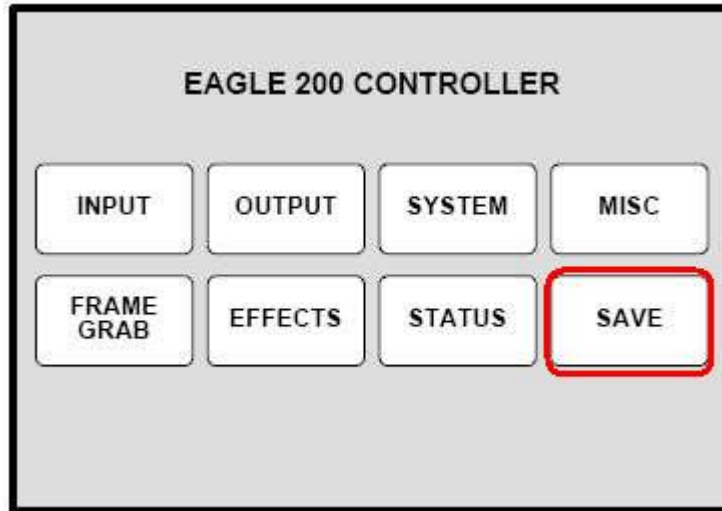 EAGLE 200 CONTROLLER
INPUT OUTPUT SYSTEM MISC
FRAME
GRAB
EFFECTS STATUS SAVE